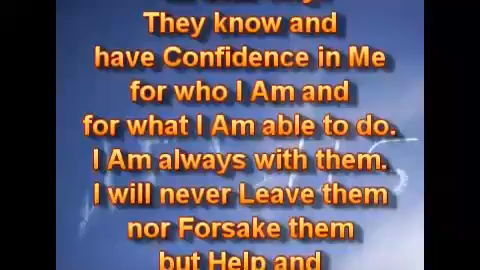 They know and
have Confidence in Me
for who I Am and
for what I Am able to do.
I Am always with them.
I will never Leave them
nor Forsake them
but Help and